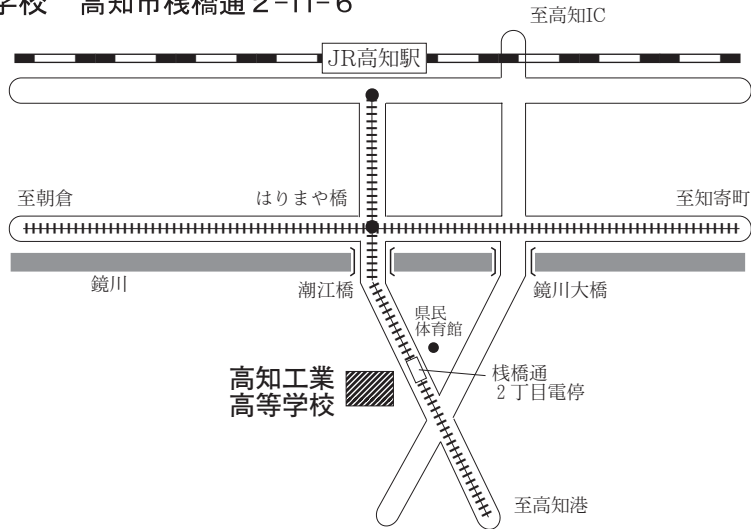 学校 高知市桟橋通2-11-6
至高知IC
JR高知駅
至朝倉
はりまや橋
至知寄町
鏡川
潮江橋
鏡川大橋
県民
体育館
高知工業
高等学校
桟橋通
2丁目電停
至高知港